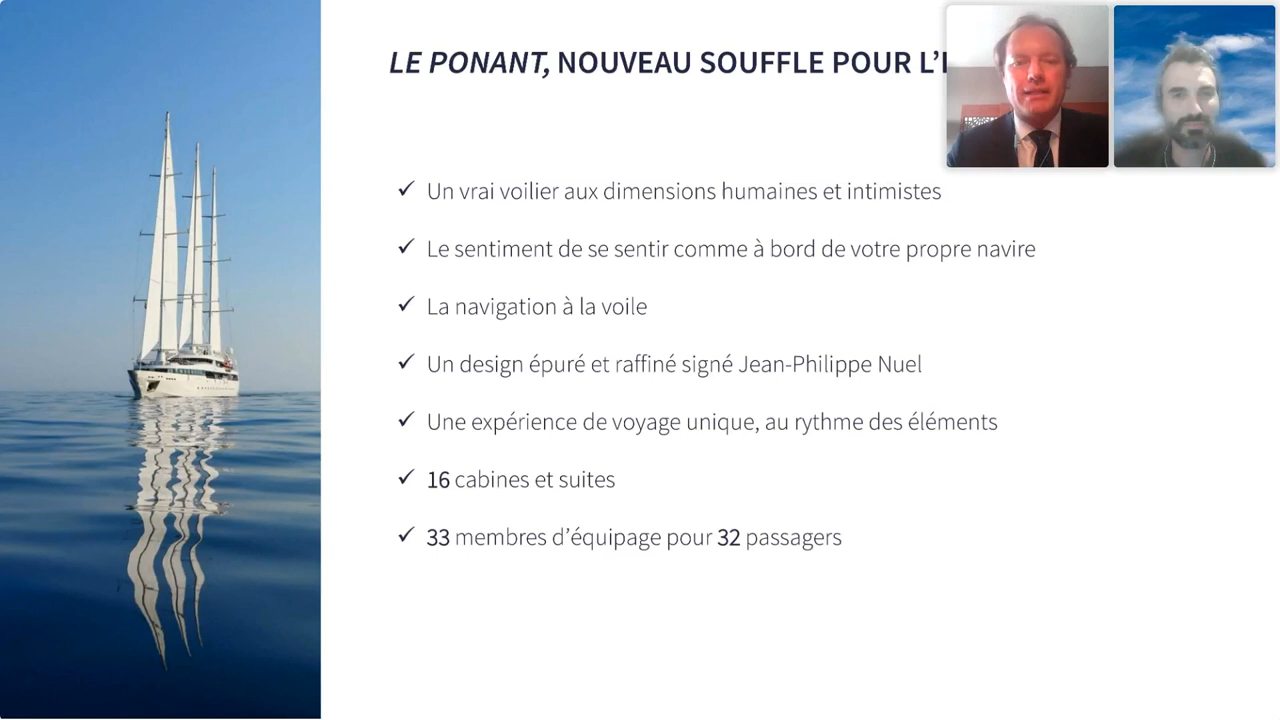 LE PONANT, NOUVEAU SOUFFLE POUR L’
✓ Un vrai voilier aux dimensions humaines et intimistes
✓ Le sentiment de se sentir comme à bord de votre propre navire
✓ La navigation à la voile
✓ Un design épuré et raffiné signé Jean-Philippe Nuel
✓ Une expérience de voyage unique, au rythme des éléments
✓ 16 cabines et suites
✓ 33 membres d’équipage pour 32 passagers